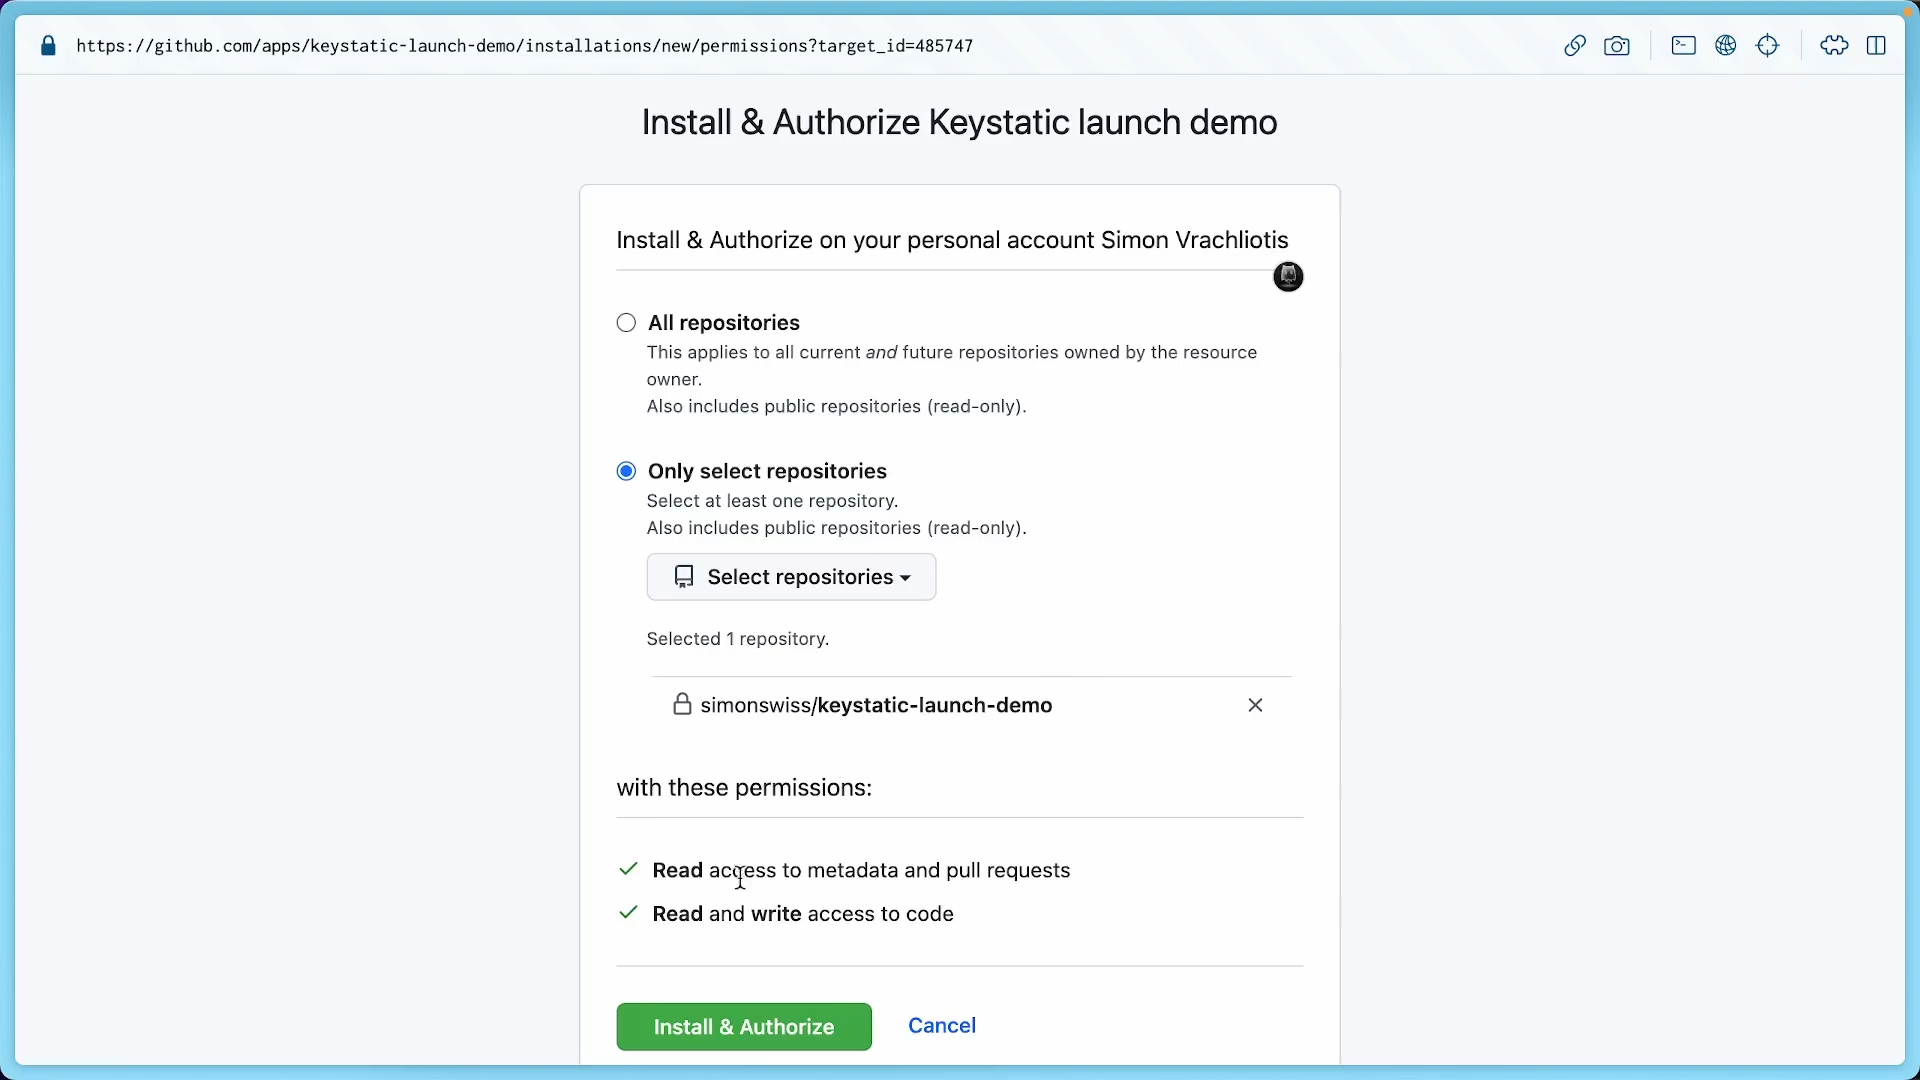 https://github.com/apps/keystatic-launch-demo/installations/new/permissions?target_id=485747
Install & Authorize Keystatic launch demo
Install & Authorize on your personal account Simon Vrachliotis
All repositories
This applies to all current and future repositories owned by the resource
owner.
Also includes public repositories (read-only).
Only select repositories
Select at least one repository.
Also includes public repositories (read-only).
Select repositories
Selected 1 repository.
simonswiss/keystatic-launch-demo
with these permissions:
Read access to metadata and pull requests
Read and write access to code
Install & Authorize
Cancel